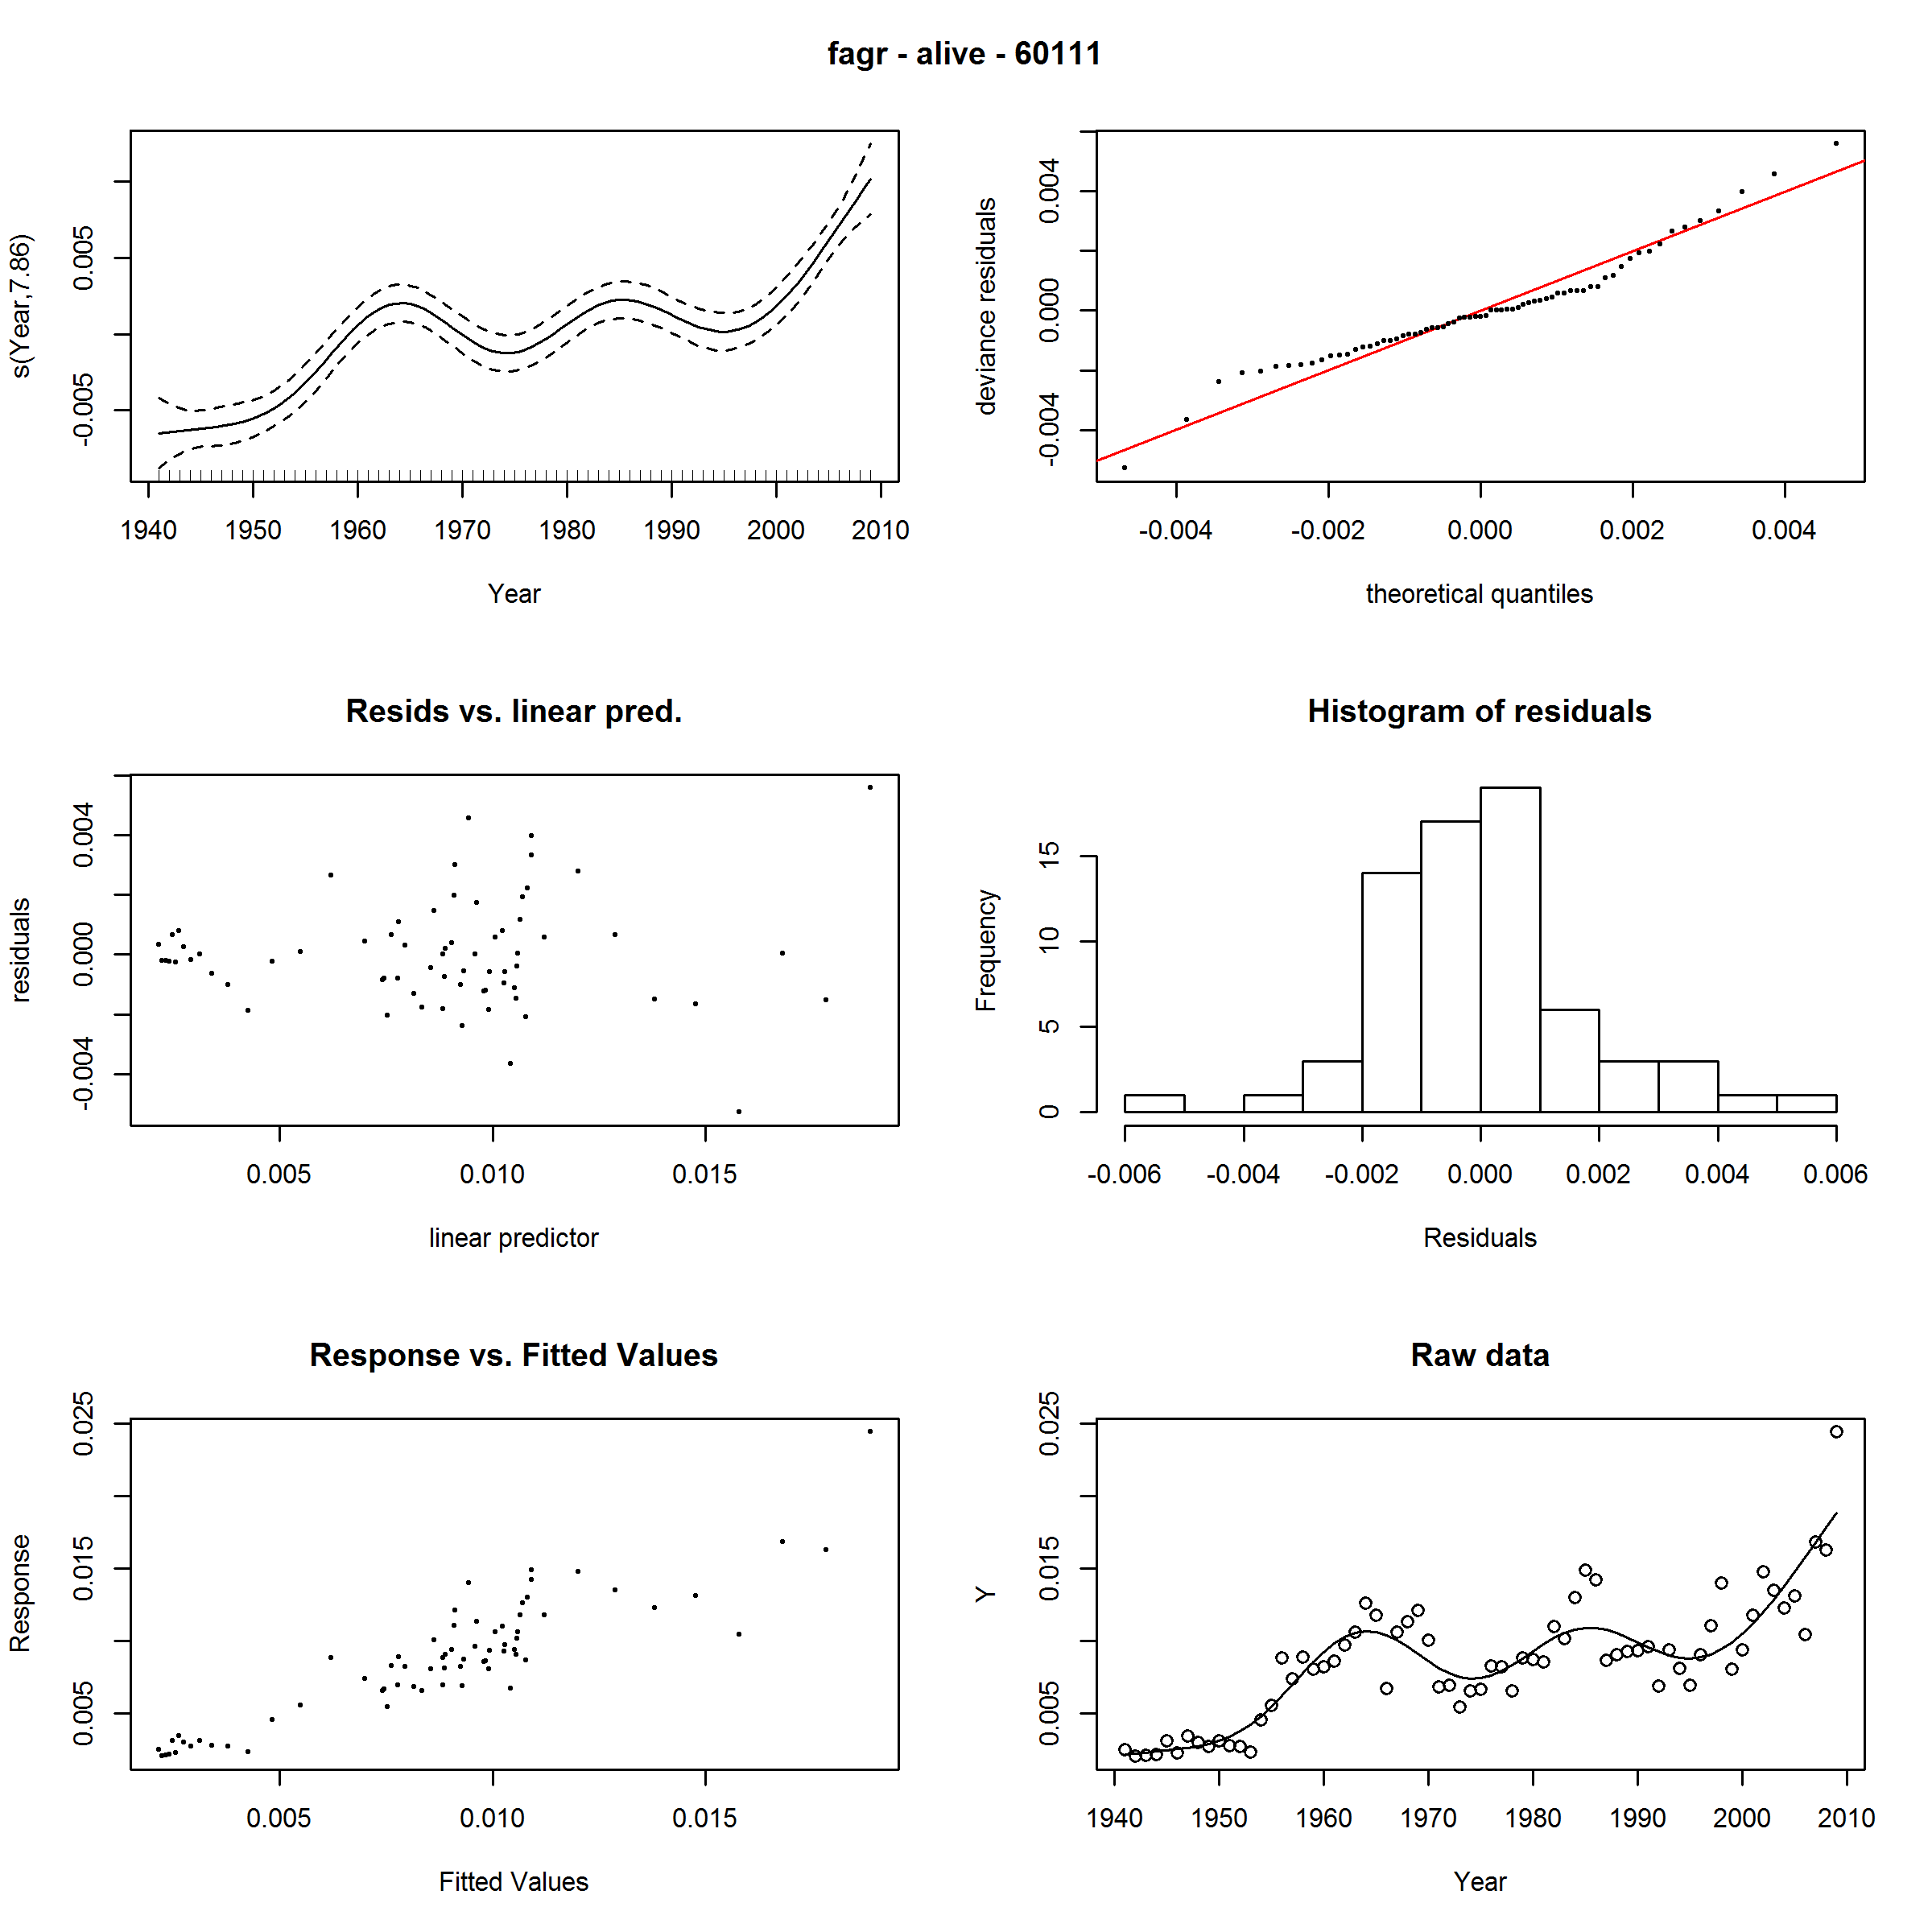 fagr - alive - 60111
s(Year,7.86)
-0.005 0.005
1940 1950 1960 1970 1980 1990 2000 2010
Year
deviance residuals
-0.004 0.000 0.004
-0.004 -0.002 0.000 0.002 0.004
theoretical quantiles
Resids vs. linear pred.
residuals
-0.004 0.000 0.004
0.005 0.010 0.015
linear predictor
Histogram of residuals
Frequency
0 5 10 15
-0.006 -0.004 -0.002 0.000 0.002 0.004 0.006
Residuals
Response vs. Fitted Values
Response
0.005 0.015 0.025
0.005 0.010 0.015
Fitted Values
Raw data
Y
0.005 0.015 0.025
1940 1950 1960 1970 1980 1990 2000 2010
Year